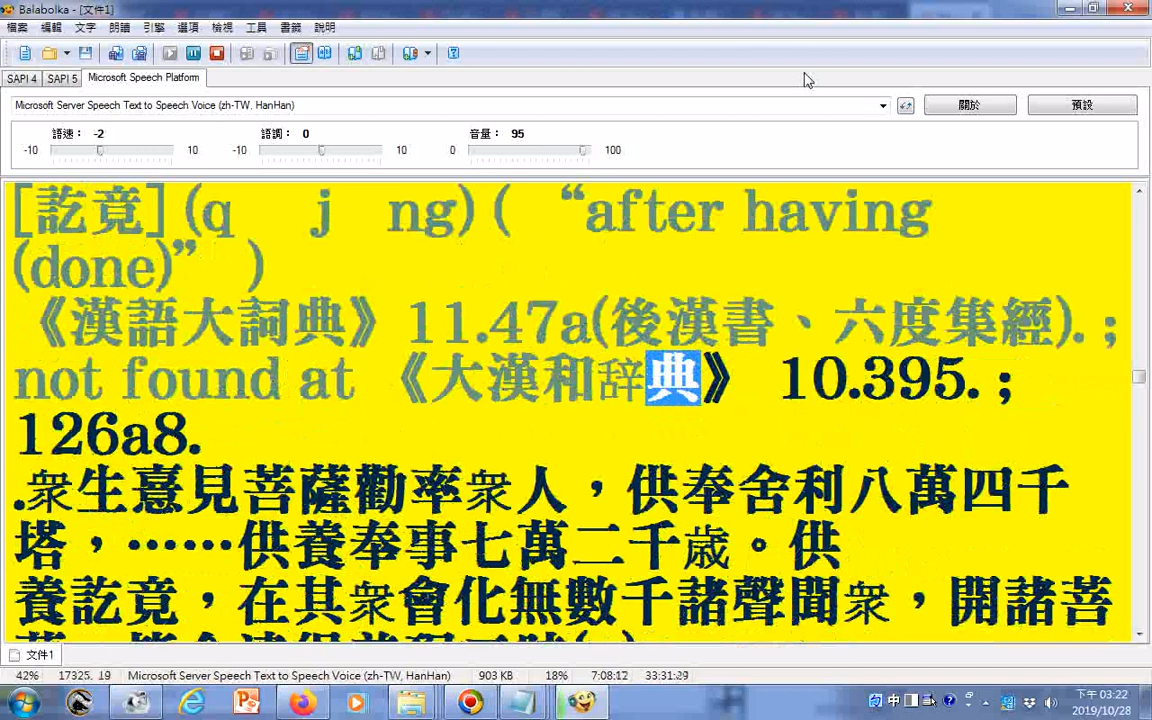 Balabolka - [文件1]
檔案 編輯 文字 朗讀 引擎 選項 檢視 工具 書籤 說明
SAPI 4 SAPI 5 Microsoft Speech Platform
Microsoft Server Speech Text to Speech Voice (zh-TW, HanHan) 關於 預設
語速： -2 語調： 0 音量： 95
-10 10 -10 10 0 100
[訖竟] (q j ng) ( “after having
(done)” )
《漢語大詞典》 11.47a(後漢書、六度集經). ;
not found at 《大漢和辞典》 10.395. ;
126a8.
.衆生憙見菩薩勸率衆人，供奉舍利八萬四千
塔，……供養奉事七萬二千歳。供
養訖竟，在其衆會化無數千諸聲聞衆，開諸菩
文件1
42% 17325. 19 Microsoft Server Speech Text to Speech Voice (zh-TW, HanHan) 903 KB 18% 7:08:12 33:31:29
中 下午 03:22
2019/10/28